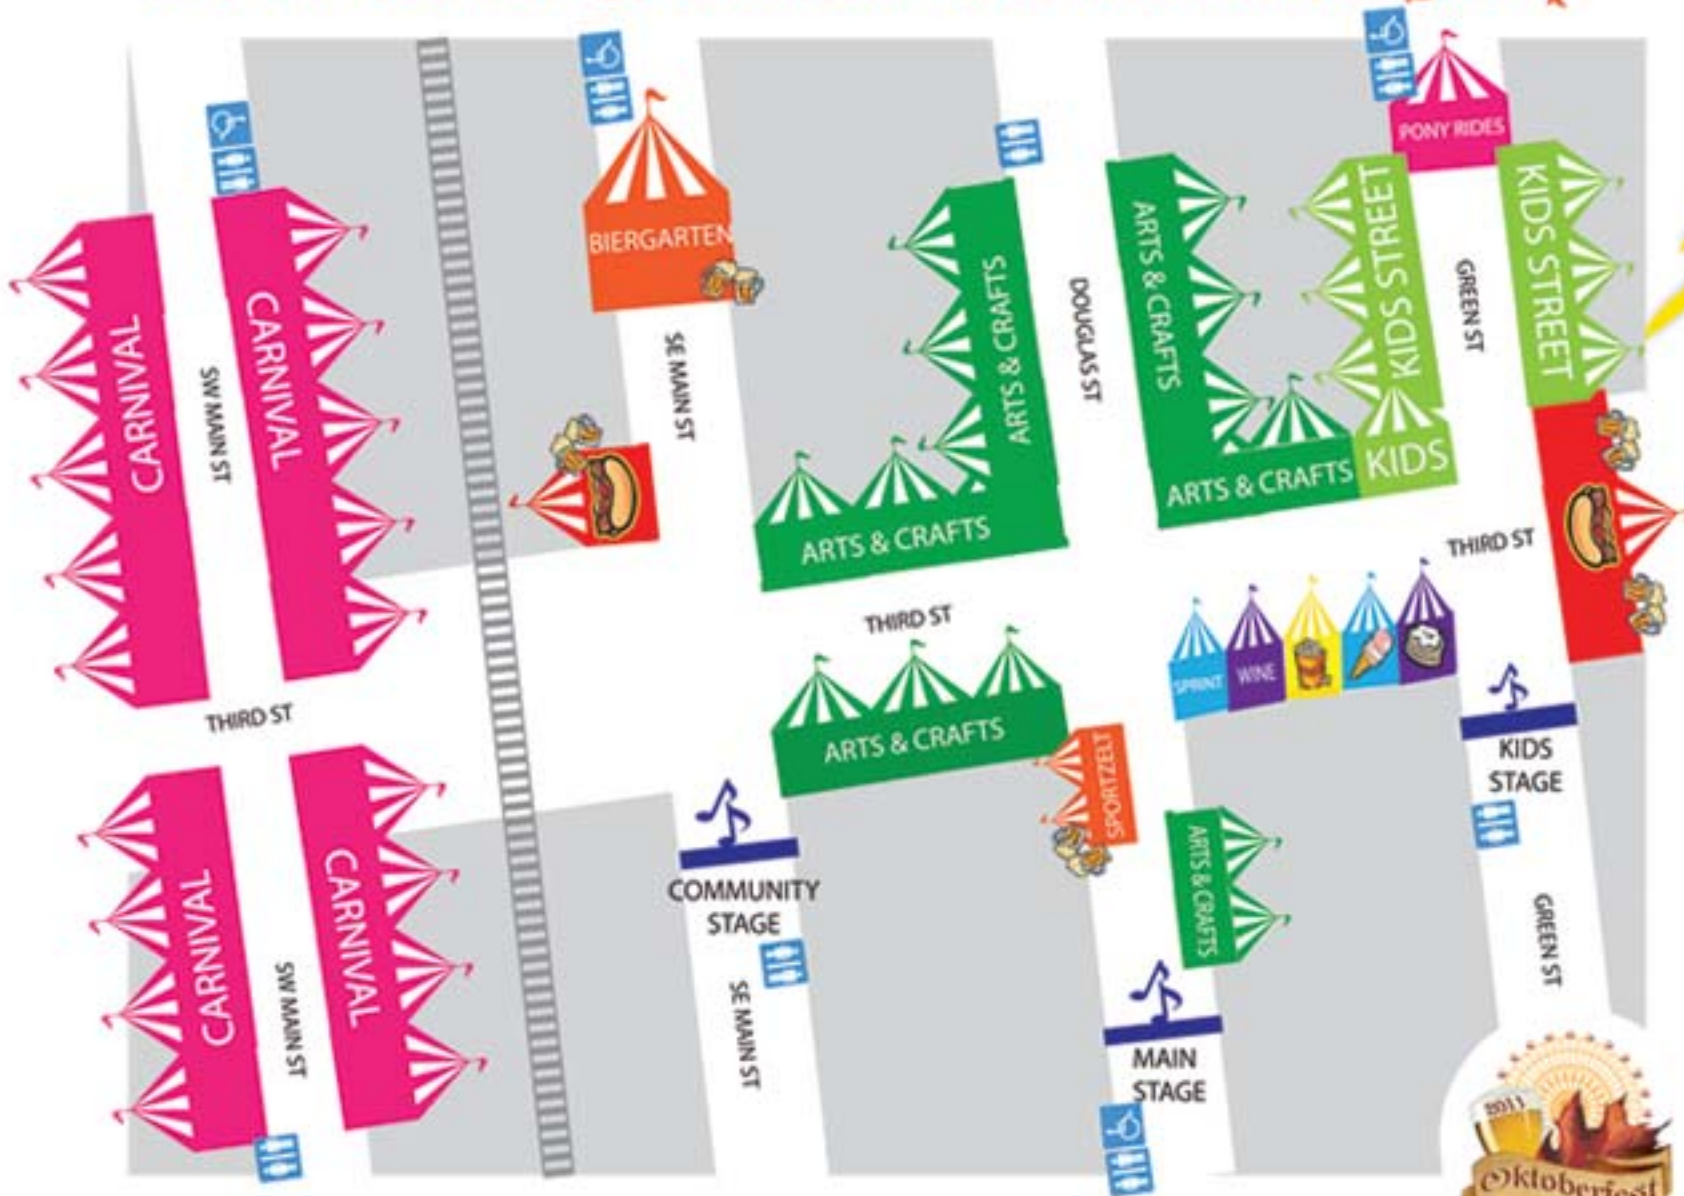 PONY RIDES
BIERGARTEN
KIDS STREET
KIDS STREET
ARTS & CRAFTS
ARTS & CRAFTS
CARNIVAL
CARNIVAL
SW MAIN ST
SE MAIN ST
DOUGLAS ST
GREEN ST
ARTS & CRAFTS
ARTS & CRAFTS
KIDS
THIRD ST
THIRD ST
THIRD ST
SPRINT
WINE
ARTS & CRAFTS
SPORTZELT
KIDS
STAGE
COMMUNITY
STAGE
ARTS & CRAFTS
CARNIVAL
CARNIVAL
SW MAIN ST
SE MAIN ST
GREEN ST
MAIN
STAGE
2011
Oktoberfest